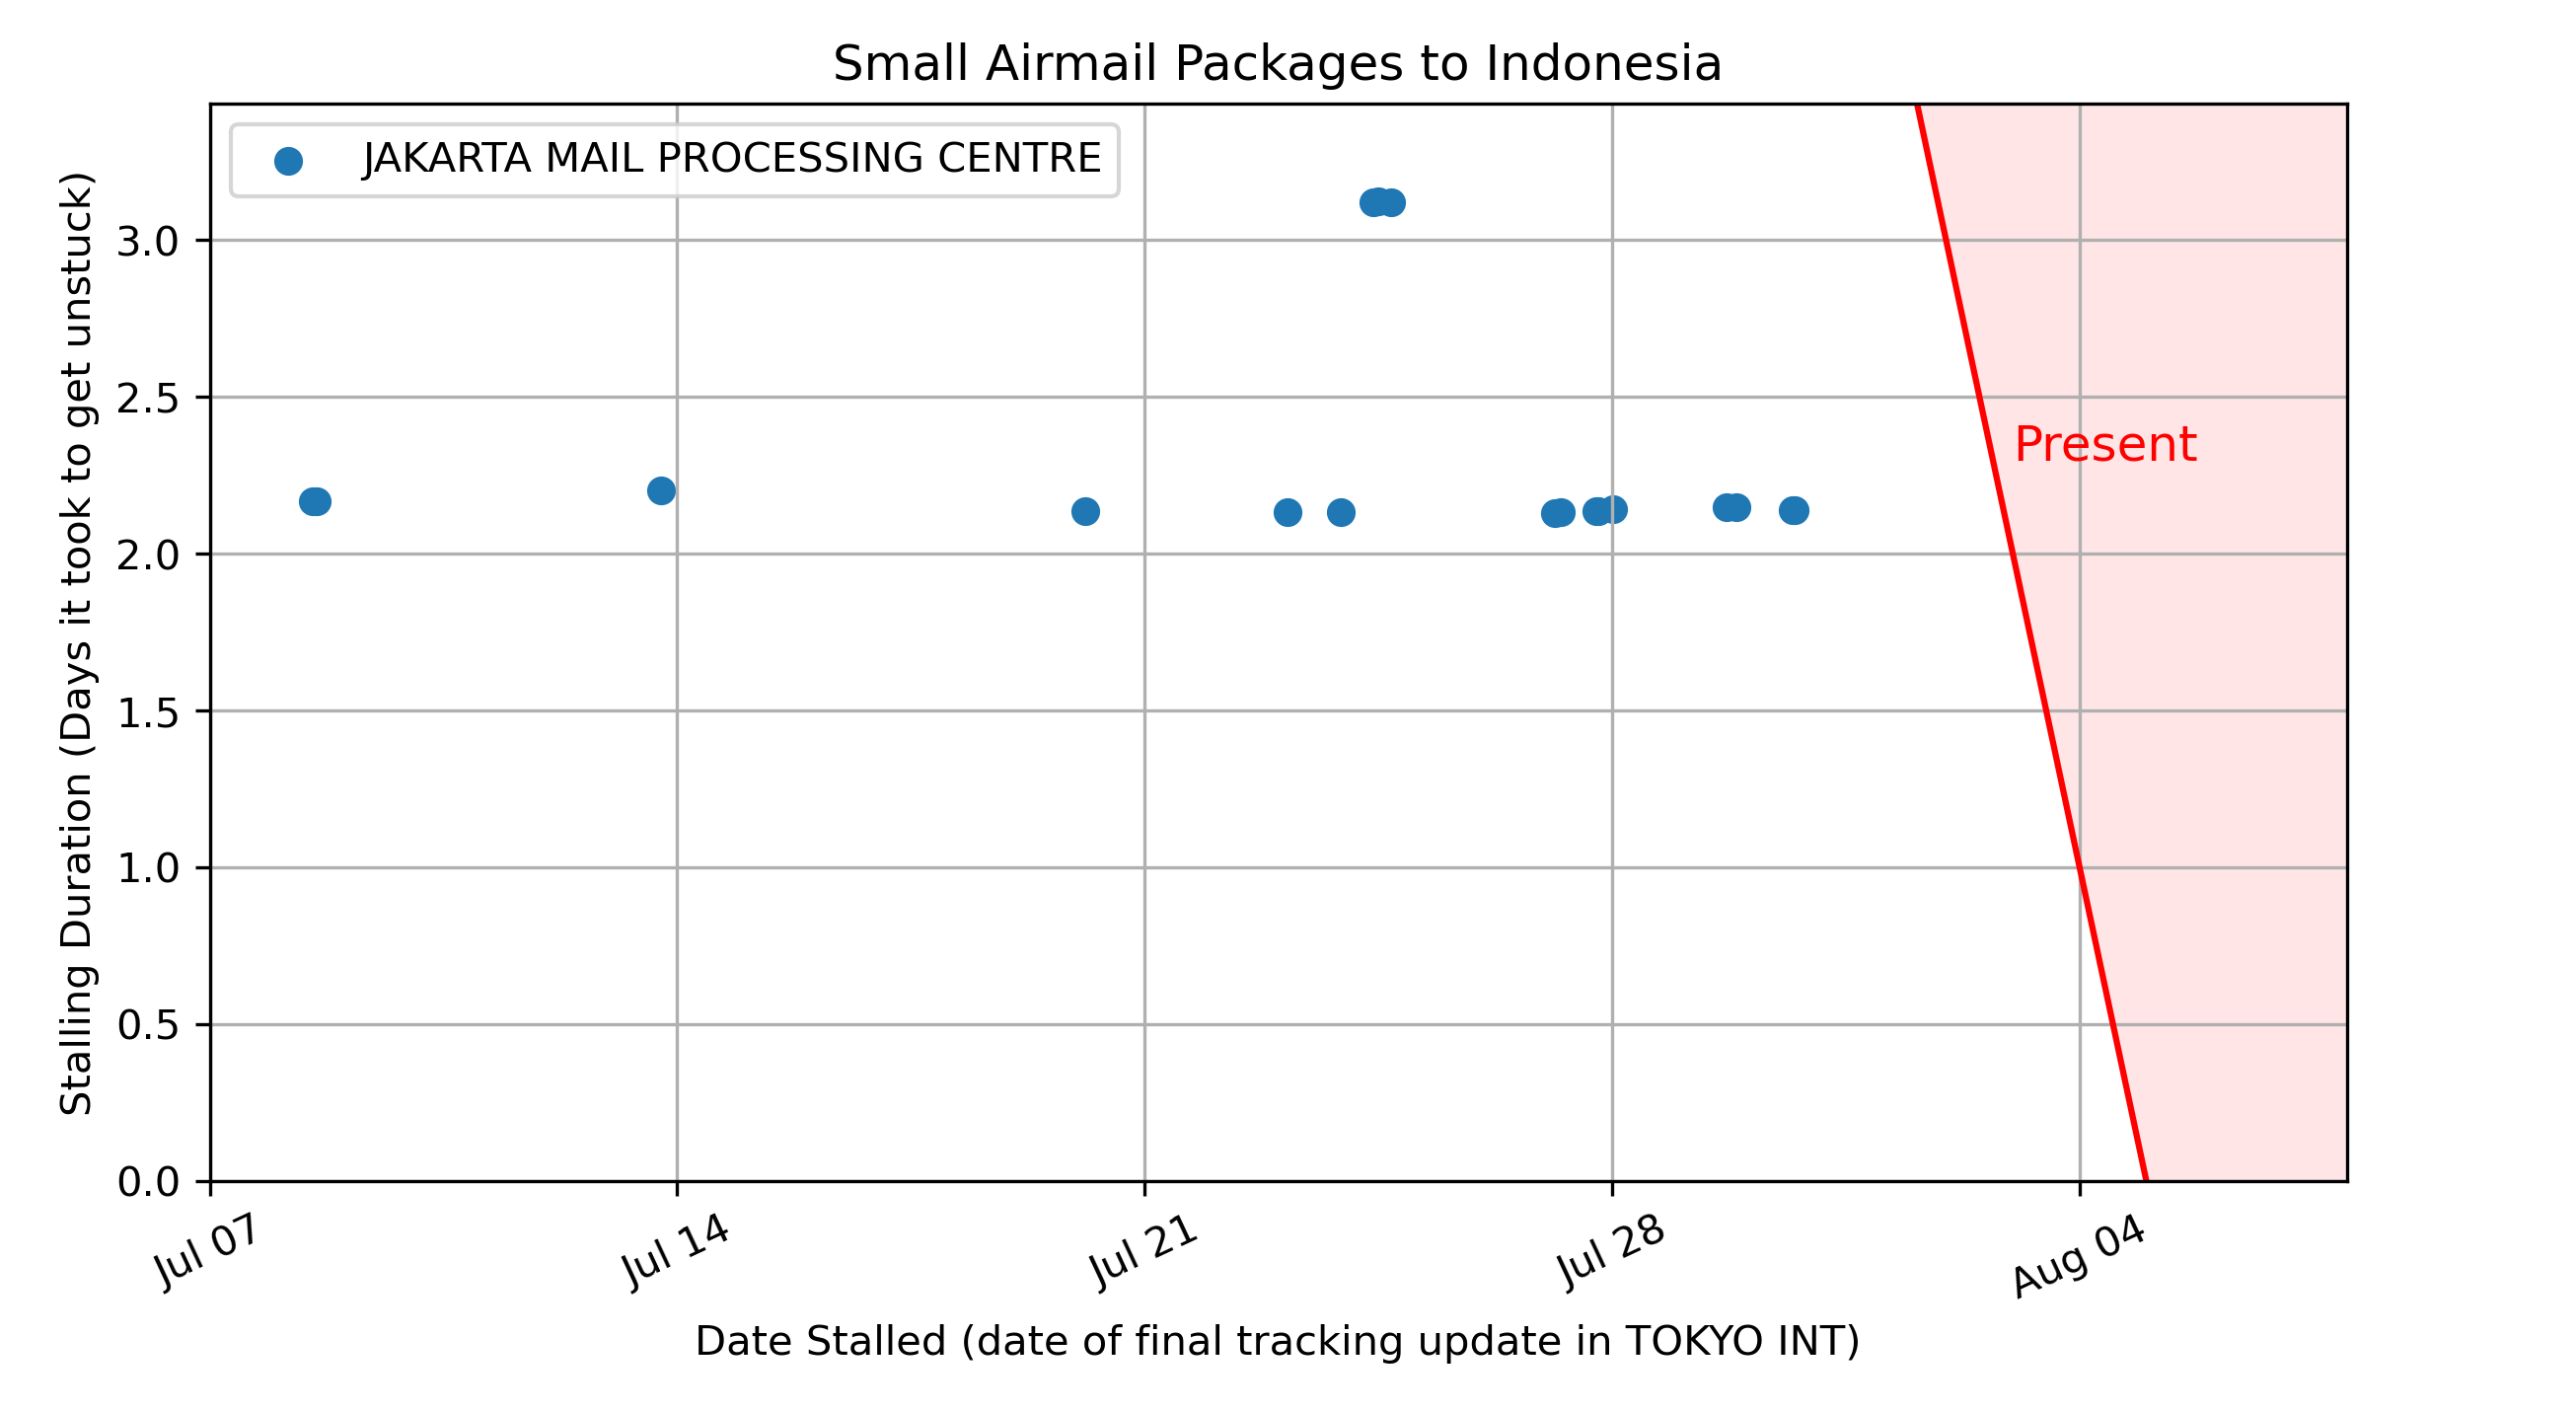 Small Airmail Packages to Indonesia
JAKARTA MAIL PROCESSING CENTRE
Stalling Duration (Days it took to get unstuck)
3.0
2.5
2.0
1.5
1.0
0.5
0.0
Present
Jul 07
Jul 14
Jul 21
Jul 28
Aug 04
Date Stalled (date of final tracking update in TOKYO INT)